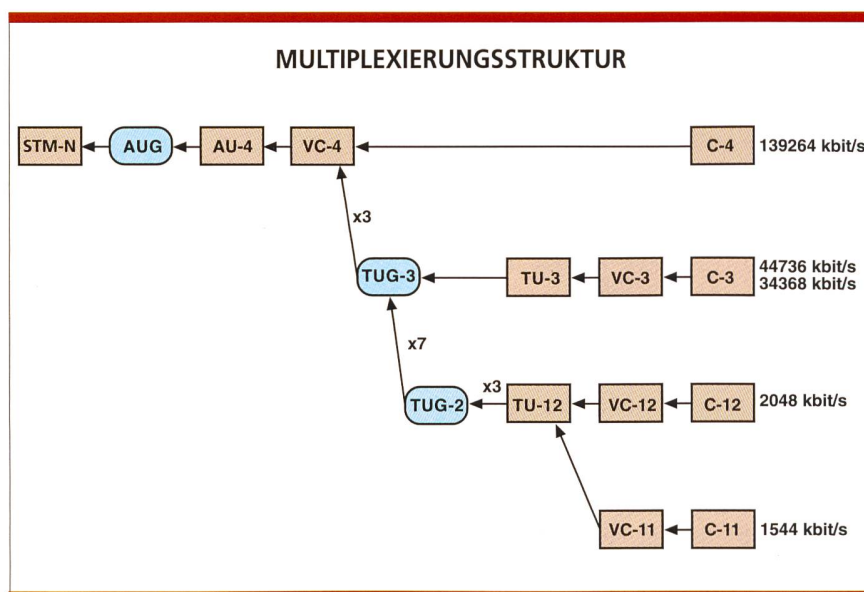 MULTIPLEXIERUNGSSTRUKTUR
STM-N AUG AU-4 VC-4 C-4 139264 kbit/s
x3
TUG-3 TU-3 VC-3 C-3 44736 kbit/s
34368 kbit/s
x7
x3
TUG-2 TU-12 VC-12 C-12 2048 kbit/s
VC-11 C-11 1544 kbit/s